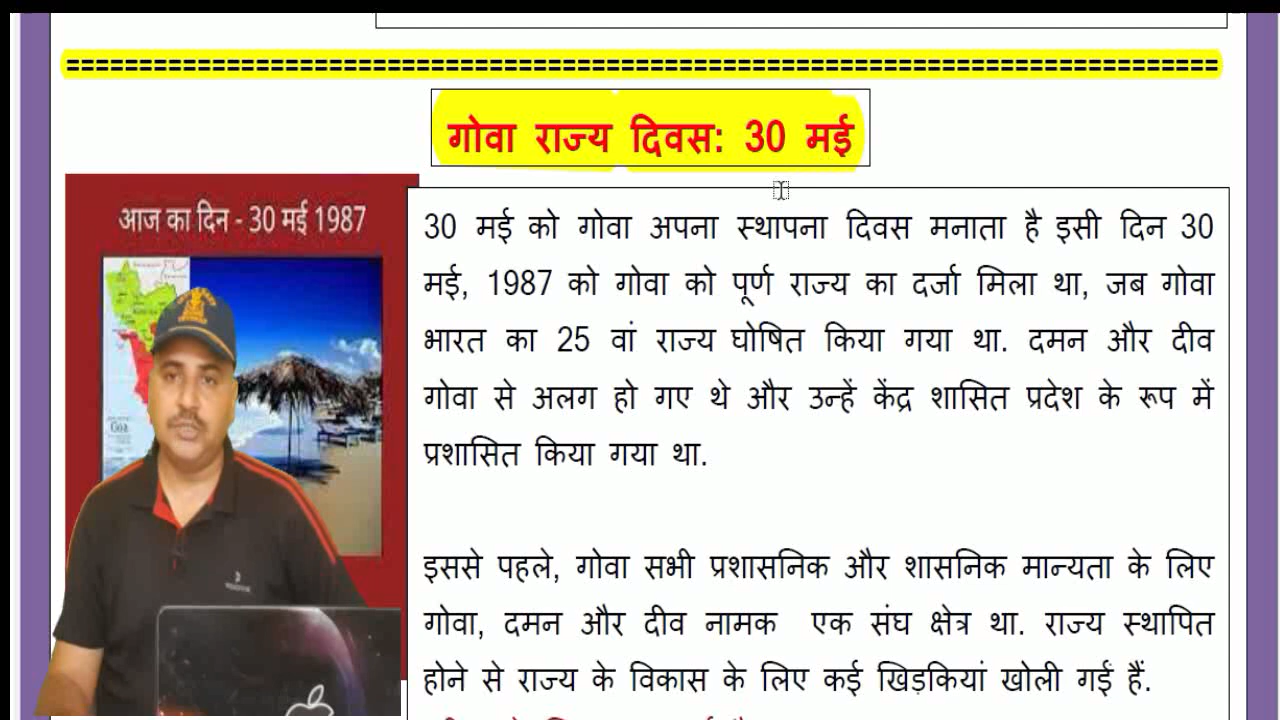 ================================================================================
गोवा राज्य दिवस: 30 मई
आज का दिन - 30 मई 1987
Goa
30 मई को गोवा अपना स्थापना दिवस मनाता है इसी दिन 30
मई, 1987 को गोवा को पूर्ण राज्य का दर्जा मिला था, जब गोवा
भारत का 25 वां राज्य घोषित किया गया था. दमन और दीव
गोवा से अलग हो गए थे और उन्हें केंद्र शासित प्रदेश के रूप में
प्रशासित किया गया था.
इससे पहले, गोवा सभी प्रशासनिक और शासनिक मान्यता के लिए
गोवा, दमन और दीव नामक एक संघ क्षेत्र था. राज्य स्थापित
होने से राज्य के विकास के लिए कई खिड़कियां खोली गईं हैं.